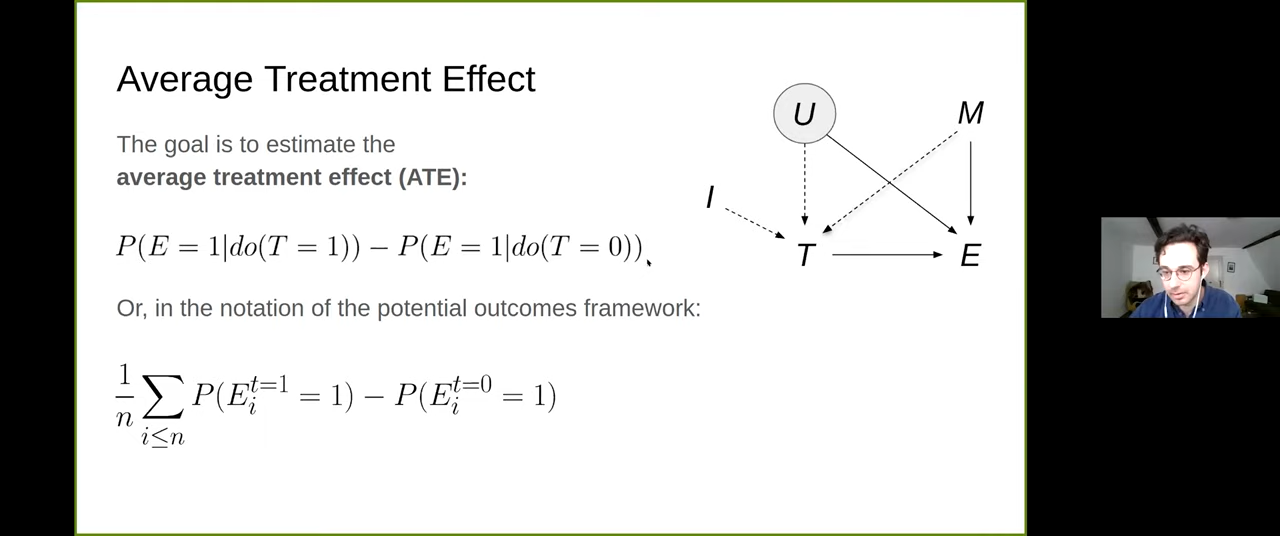 Average Treatment Effect
The goal is to estimate the
average treatment effect (ATE):
P(E = 1|do(T = 1)) − P(E = 1|do(T = 0))
Or, in the notation of the potential outcomes framework:
1/n ∑_{i≤n} P(E_i^{t=1} = 1) − P(E_i^{t=0} = 1)
U
M
I
T
E